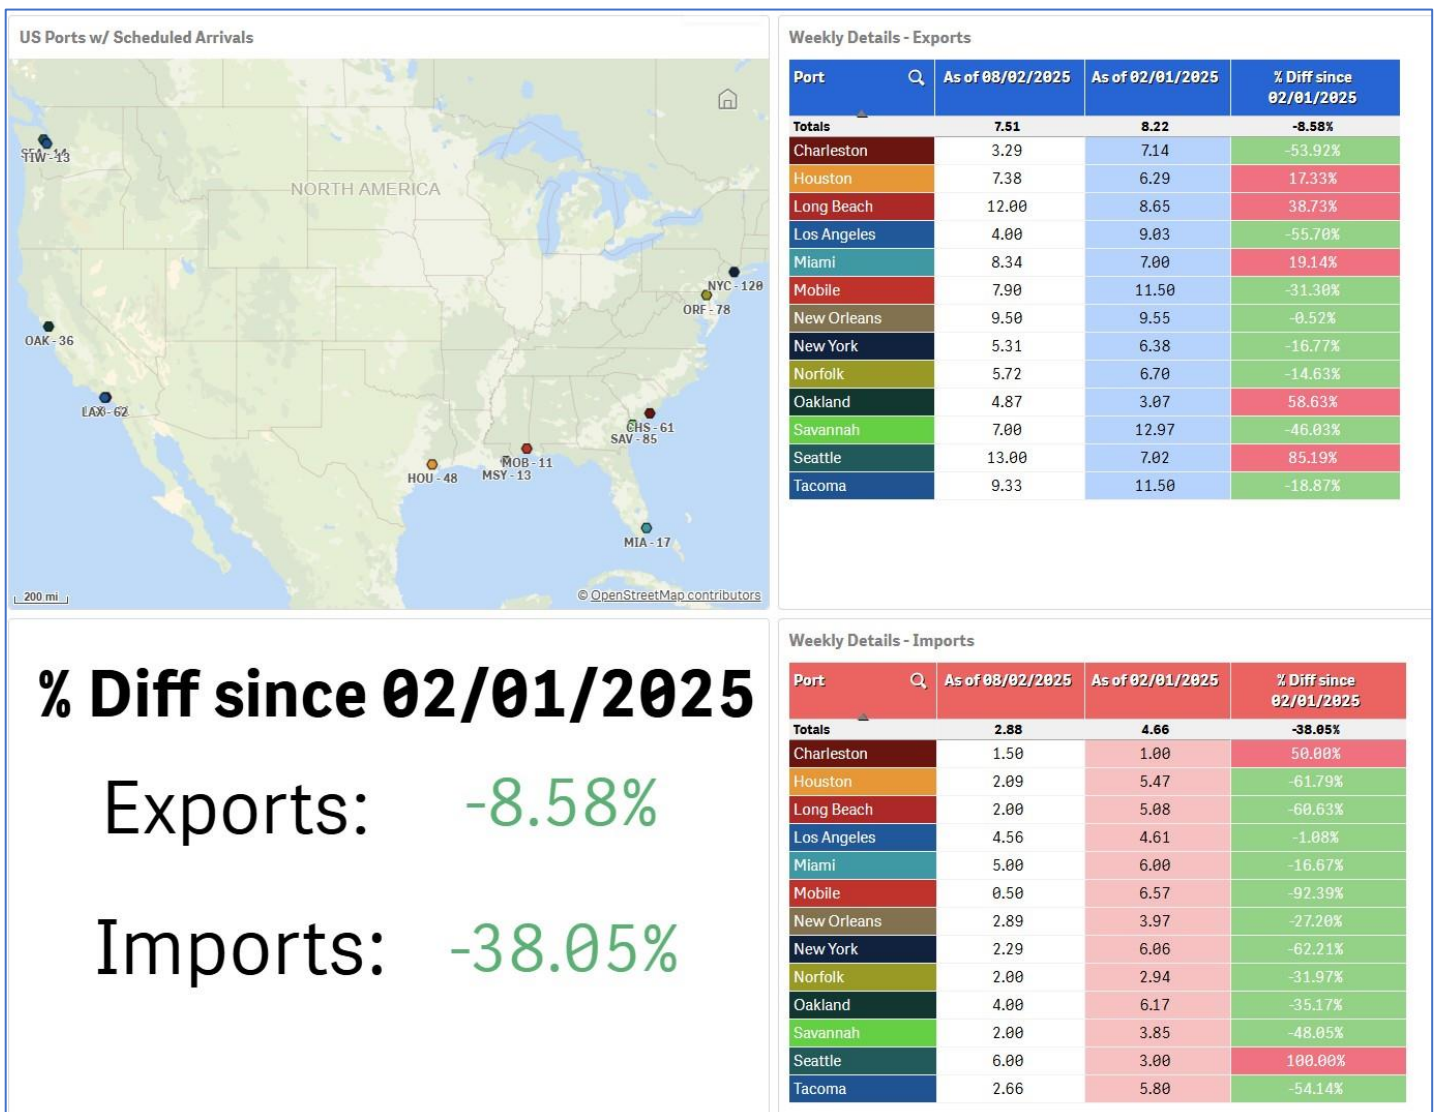 US Ports w/ Scheduled Arrivals
NORTH AMERICA
TIW - 13
NYC - 120
ORF - 78
OAK - 36
LAX - 62
CHS - 61
SAV - 85
MOB - 11
HOU - 48
MSY - 13
MIA - 17
200 mi
© OpenStreetMap contributors
Weekly Details - Exports
Port As of 08/02/2025 As of 02/01/2025 % Diff since
02/01/2025
Totals 7.51 8.22 -8.58%
Charleston 3.29 7.14 -53.92%
Houston 7.38 6.29 17.33%
Long Beach 12.00 8.65 38.73%
Los Angeles 4.00 9.03 -55.70%
Miami 8.34 7.00 19.14%
Mobile 7.90 11.50 -31.30%
New Orleans 9.50 9.55 -0.52%
New York 5.31 6.38 -16.77%
Norfolk 5.72 6.70 -14.63%
Oakland 4.87 3.07 58.63%
Savannah 7.00 12.97 -46.03%
Seattle 13.00 7.02 85.19%
Tacoma 9.33 11.50 -18.87%
% Diff since 02/01/2025
Exports: -8.58%
Imports: -38.05%
Weekly Details - Imports
Port As of 08/02/2025 As of 02/01/2025 % Diff since
02/01/2025
Totals 2.88 4.66 -38.05%
Charleston 1.50 1.00 50.00%
Houston 2.09 5.47 -61.79%
Long Beach 2.00 5.08 -60.63%
Los Angeles 4.56 4.61 -1.08%
Miami 5.00 6.00 -16.67%
Mobile 0.50 6.57 -92.39%
New Orleans 2.89 3.97 -27.20%
New York 2.29 6.06 -62.21%
Norfolk 2.00 2.94 -31.97%
Oakland 4.00 6.17 -35.17%
Savannah 2.00 3.85 -48.05%
Seattle 6.00 3.00 100.00%
Tacoma 2.66 5.80 -54.14%